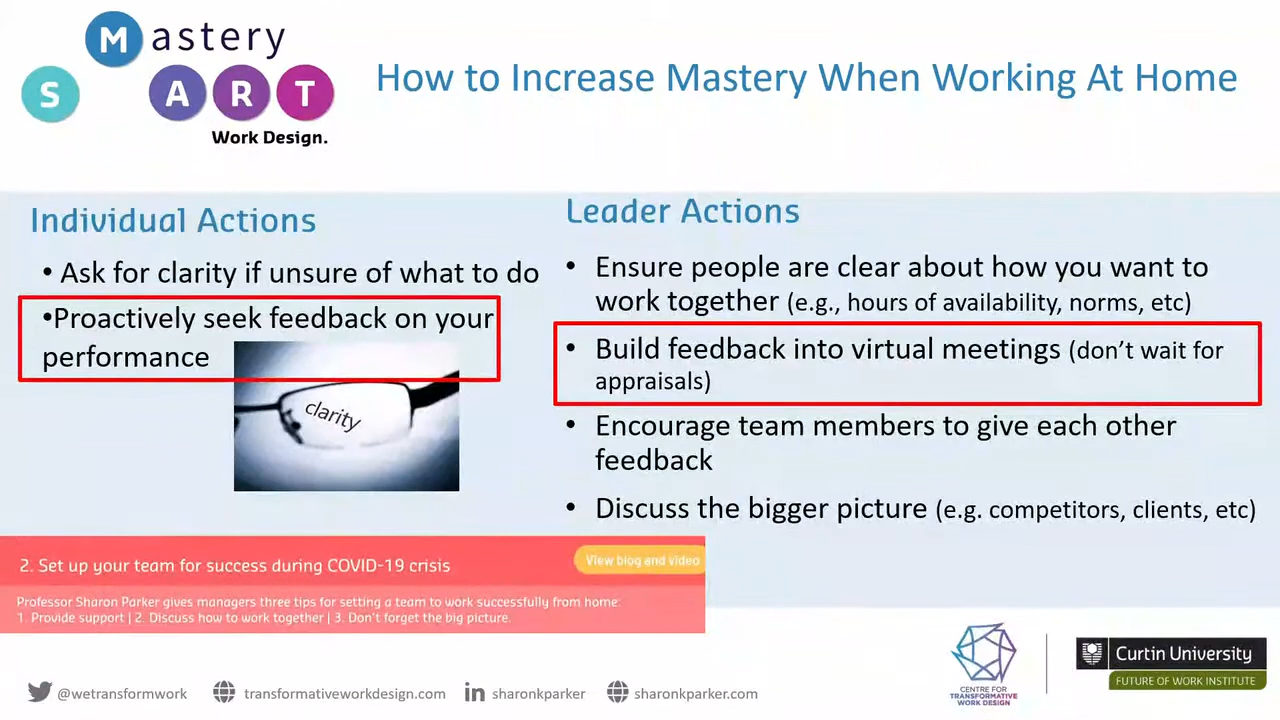 Mastery
S A R T
Work Design.
How to Increase Mastery When Working At Home
Individual Actions
• Ask for clarity if unsure of what to do
•Proactively seek feedback on your
performance
clarity
Leader Actions
• Ensure people are clear about how you want to
work together (e.g., hours of availability, norms, etc)
• Build feedback into virtual meetings (don’t wait for
appraisals)
• Encourage team members to give each other
feedback
• Discuss the bigger picture (e.g. competitors, clients, etc)
2. Set up your team for success during COVID-19 crisis
View blog and video
Professor Sharon Parker gives managers three tips for setting a team to work successfully from home:
1. Provide support | 2. Discuss how to work together | 3. Don't forget the big picture.
@wetransformwork
transformativeworkdesign.com
in sharonkparker
sharonkparker.com
CENTRE FOR
TRANSFORMATIVE
WORK DESIGN
Curtin University
FUTURE OF WORK INSTITUTE